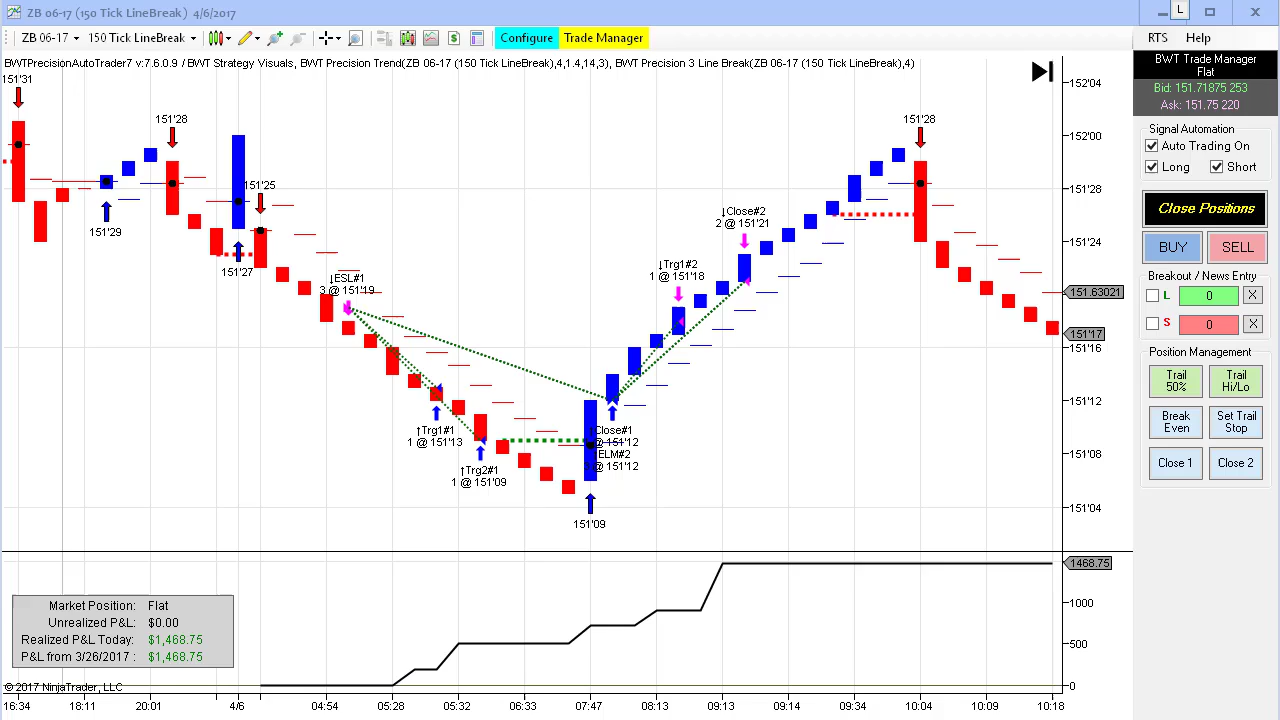 ZB 06-17 (150 Tick LineBreak) 4/6/2017
L
ZB 06-17 150 Tick LineBreak Configure Trade Manager RTS Help
BWTPrecisionAutoTrader7 v:7.6.0.9 / BWT Strategy Visuals, BWT Precision Trend(ZB 06-17 (150 Tick LineBreak),4,1.4,14,3), BWT Precision 3 Line Break(ZB 06-17 (150 Tick LineBreak),4)
151'31
151'28
151'29
151'27
151'25
↓ESL#1
3 @ 151'19
↑Trg1#1
1 @ 151'13
↑Trg2#1
1 @ 151'09
↓Close#1
@ 151'12
ELM#2
@ 151'12
151'09
↓Trg1#2
1 @ 151'18
↓Close#2
2 @ 151'21
151'28
152'04
152'00
151'28
151'24
151.63021
151'17
151'16
151'12
151'08
151'04
1468.75
1000
500
0
Market Position: Flat
Unrealized P&L: $0.00
Realized P&L Today: $1,468.75
P&L from 3/26/2017 : $1,468.75
© 2017 NinjaTrader, LLC
16:34 18:11 20:01 4/6 04:54 05:26 06:33 07:47 08:13 09:13 09:34 10:04 10:18
BWT Trade Manager
Flat
Bid: 151.71875 253
Ask: 151.75 220
Signal Automation
Auto Trading On
Long Short
Close Positions
BUY SELL
Breakout / News Entry
L 0 X
S 0 X
Position Management
Trail 50%
Trail Hi/Lo
Break Even
Set Trail Stop
Close 1 Close 2